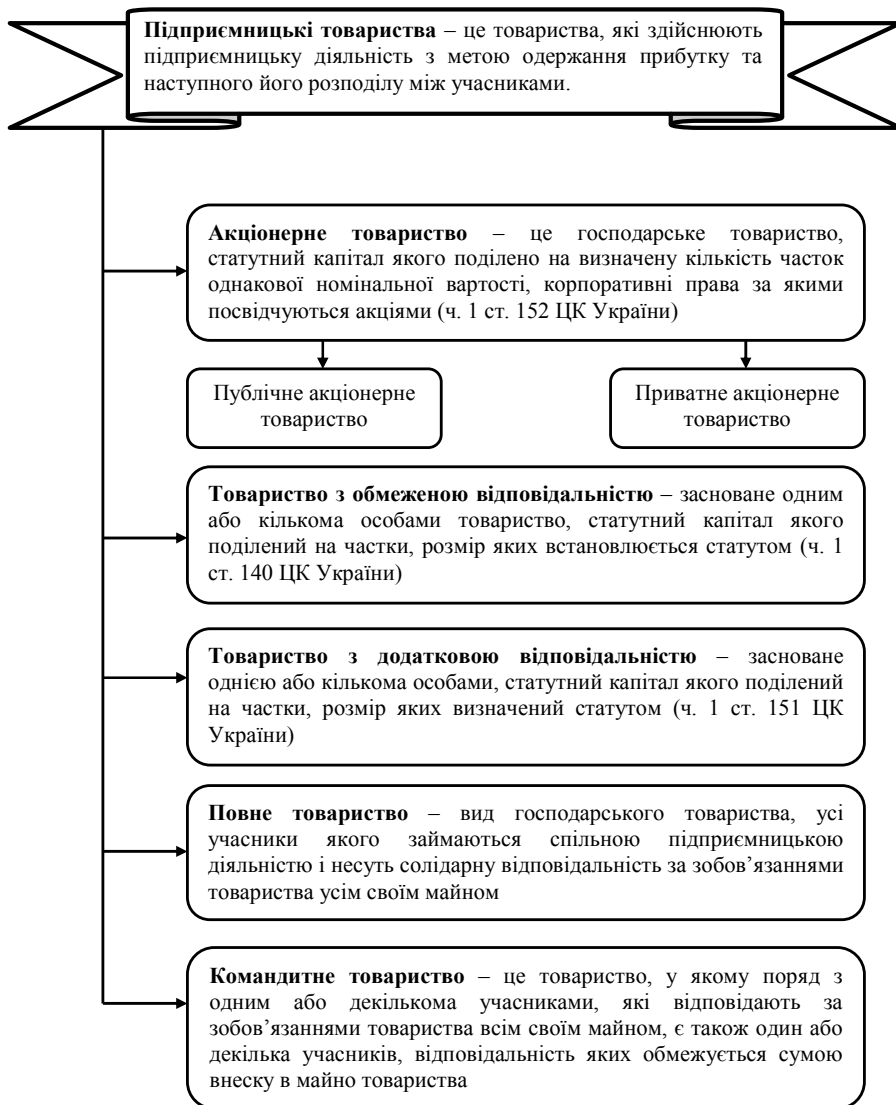 Підприємницькі товариства – це товариства, які здійснюють
підприємницьку діяльність з метою одержання прибутку та
наступного його розподілу між учасниками.
Акціонерне товариство – це господарське товариство,
статутний капітал якого поділено на визначену кількість часток
однакової номінальної вартості, корпоративні права за якими
посвідчуються акціями (ч. 1 ст. 152 ЦК України)
Публічне акціонерне
товариство
Приватне акціонерне
товариство
Товариство з обмеженою відповідальністю – засноване одним
або кількома особами товариство, статутний капітал якого
поділений на частки, розмір яких встановлюється статутом (ч. 1
ст. 140 ЦК України)
Товариство з додатковою відповідальністю – засноване
однією або кількома особами, статутний капітал якого поділений
на частки, розмір яких визначений статутом (ч. 1 ст. 151 ЦК
України)
Повне товариство – вид господарського товариства, усі
учасники якого займаються спільною підприємницькою
діяльністю і несуть солідарну відповідальність за зобов’язаннями
товариства усім своїм майном
Командитне товариство – це товариство, у якому поряд з
одним або декількома учасниками, які відповідають за
зобов’язаннями товариства всім своїм майном, є також один або
декілька учасників, відповідальність яких обмежується сумою
внеску в майно товариства